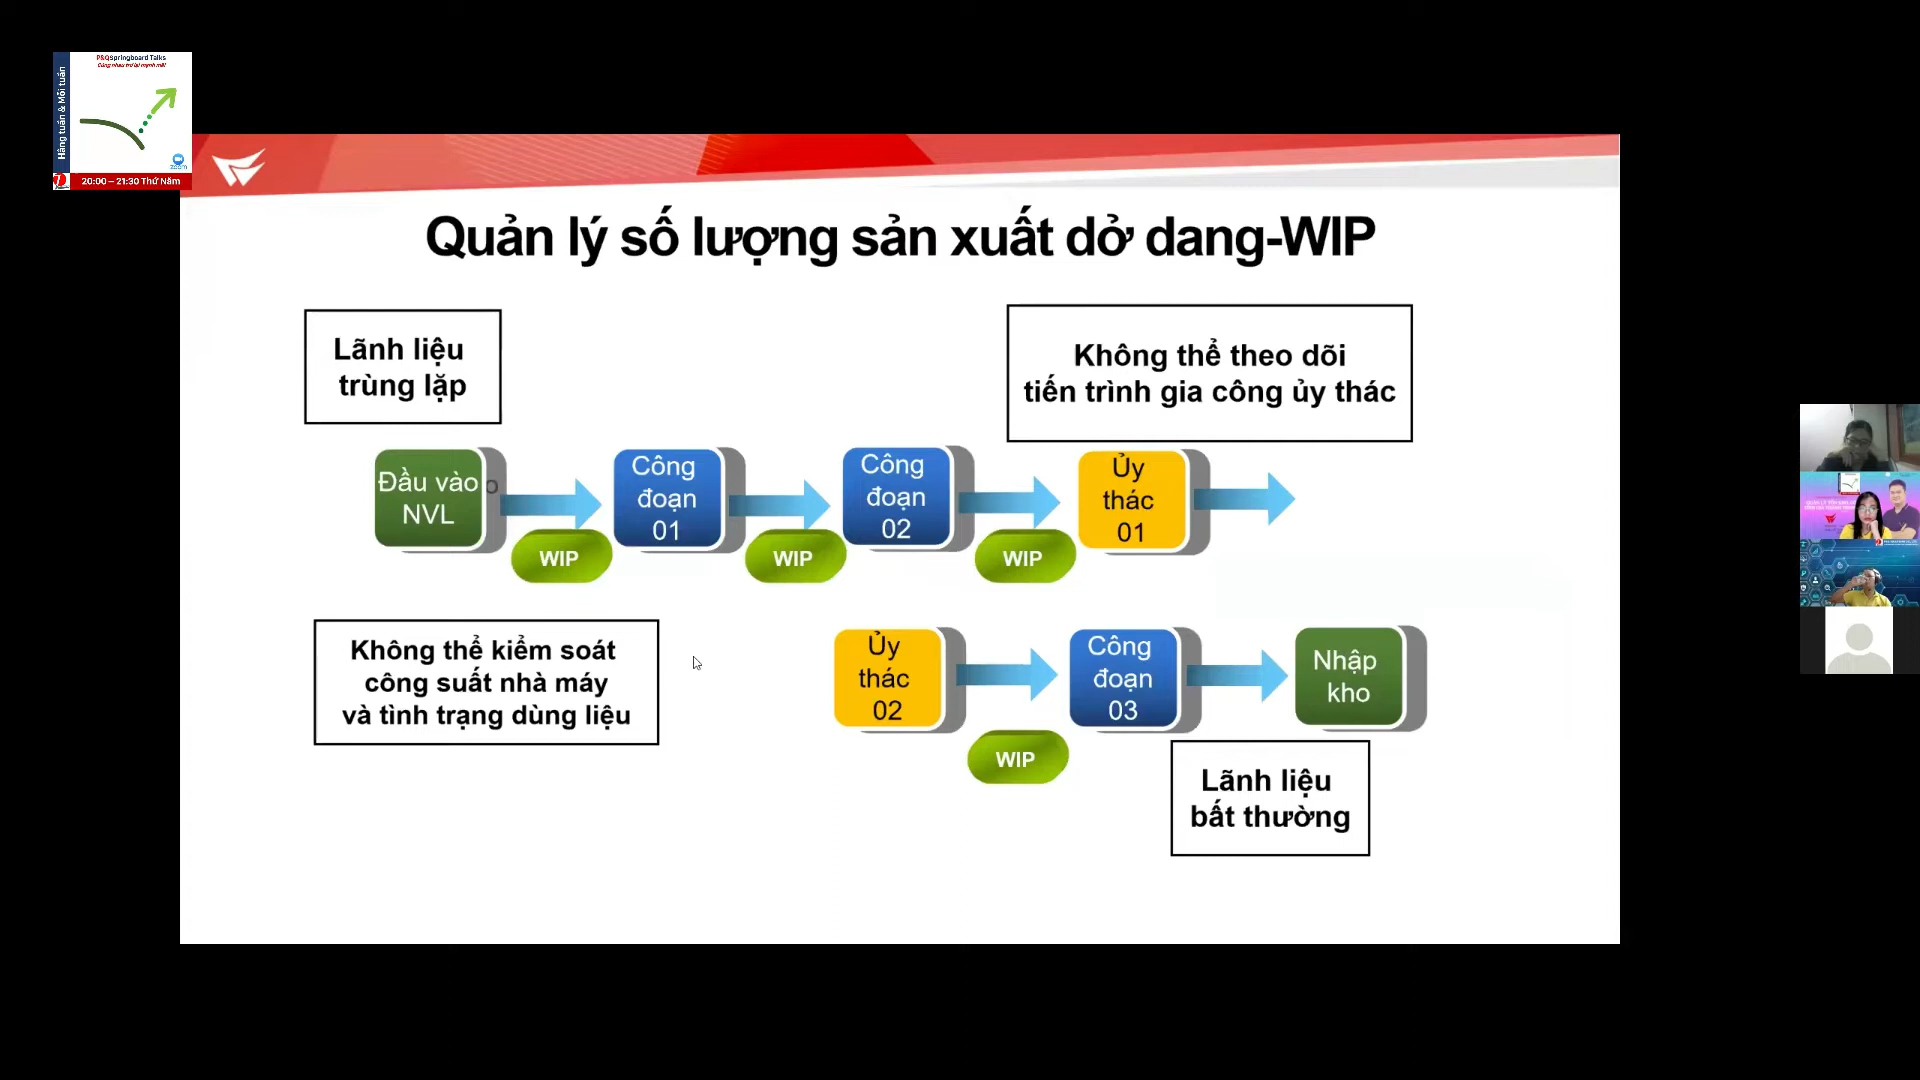 P&QSpringboard Talks
Cùng nhau trở lại mạnh mẽ!
Hằng tuần & Mỗi tuần
zoom
20:00 – 21:30 Thứ Năm
Quản lý số lượng sản xuất dở dang-WIP
Lãnh liệu
trùng lặp
Không thể theo dõi
tiến trình gia công ủy thác
Đầu vào
NVL
Công
đoạn
01
Công
đoạn
02
Ủy
thác
01
WIP
WIP
WIP
Không thể kiểm soát
công suất nhà máy
và tình trạng dùng liệu
Ủy
thác
02
Công
đoạn
03
Nhập
kho
WIP
Lãnh liệu
bất thường